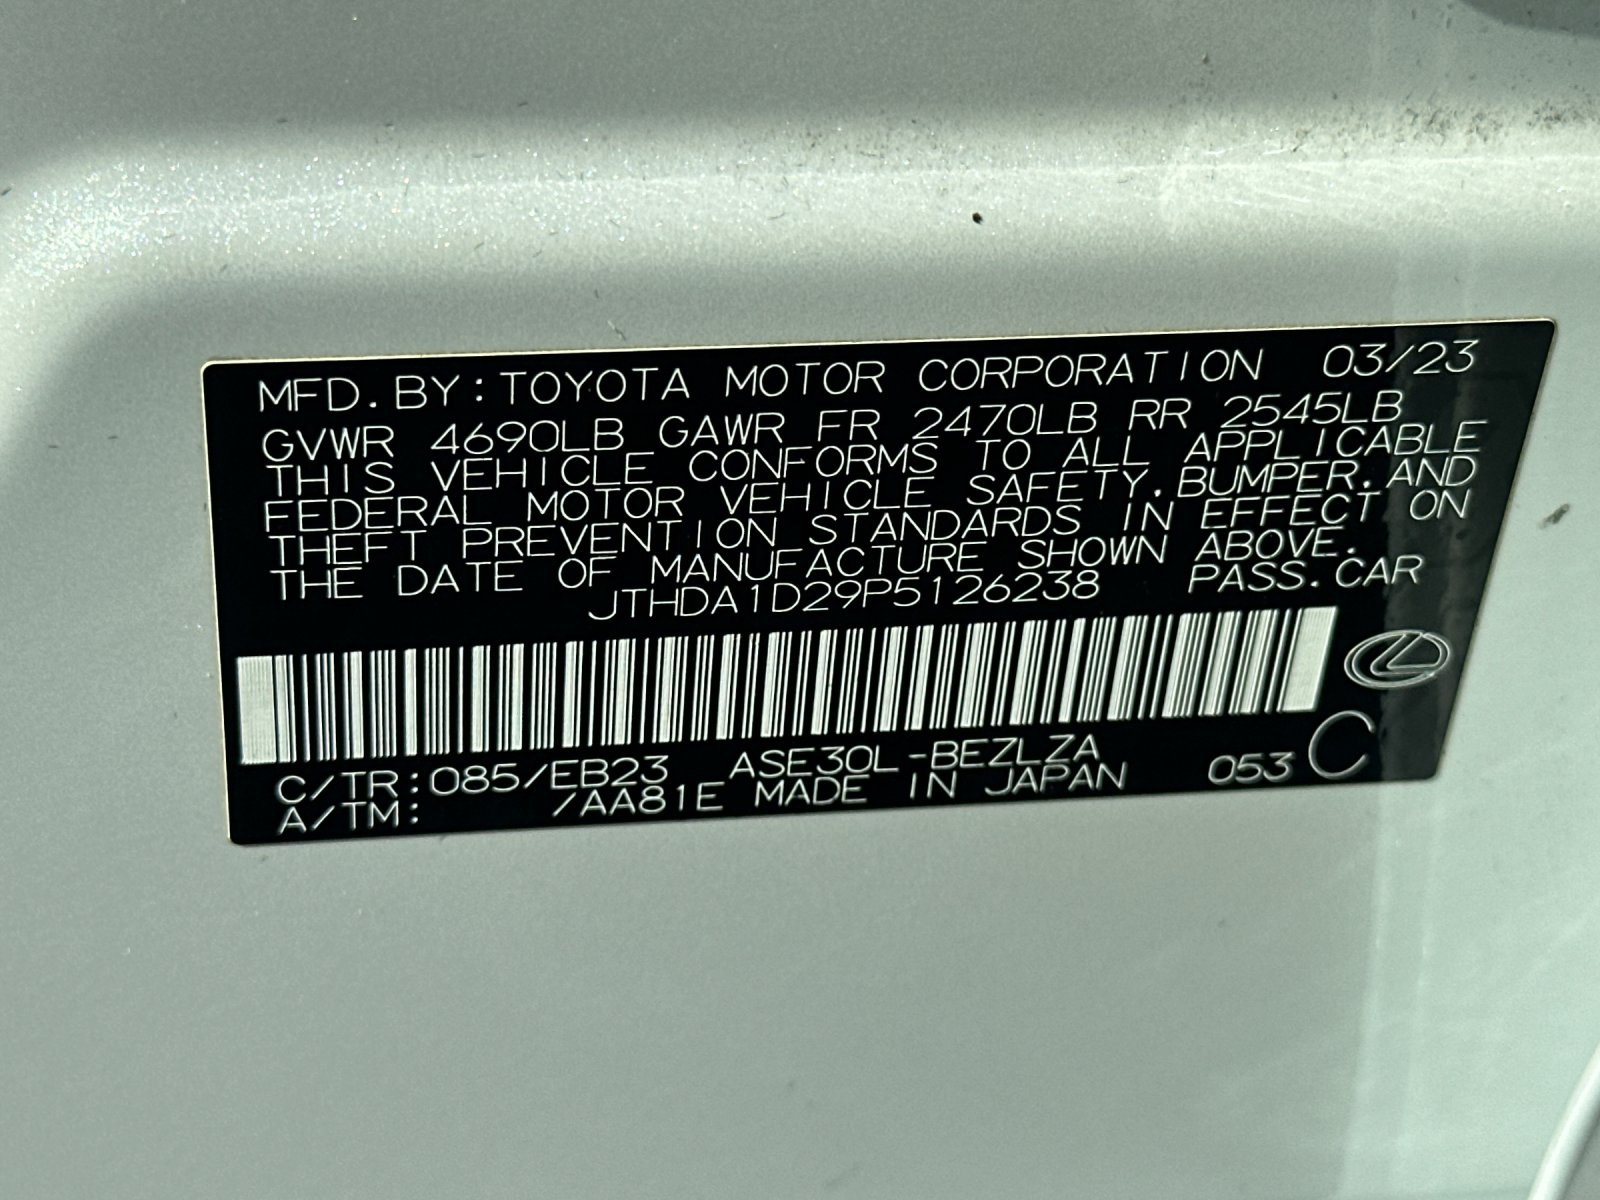 MFD. BY: TOYOTA MOTOR CORPORATION 03/23
GVWR 4690LB GAWR FR 2470LB RR 2545LB
THIS VEHICLE CONFORMS TO ALL APPLICABLE
FEDERAL MOTOR VEHICLE SAFETY, BUMPER, AND
THEFT PREVENTION STANDARDS IN EFFECT ON
THE DATE OF MANUFACTURE SHOWN ABOVE.
JTHDA1D29P5126238 PASS. CAR
C/TR: 085/EB23 ASE30L-BEZLZA
A/TM: /AA81E MADE IN JAPAN 053 C